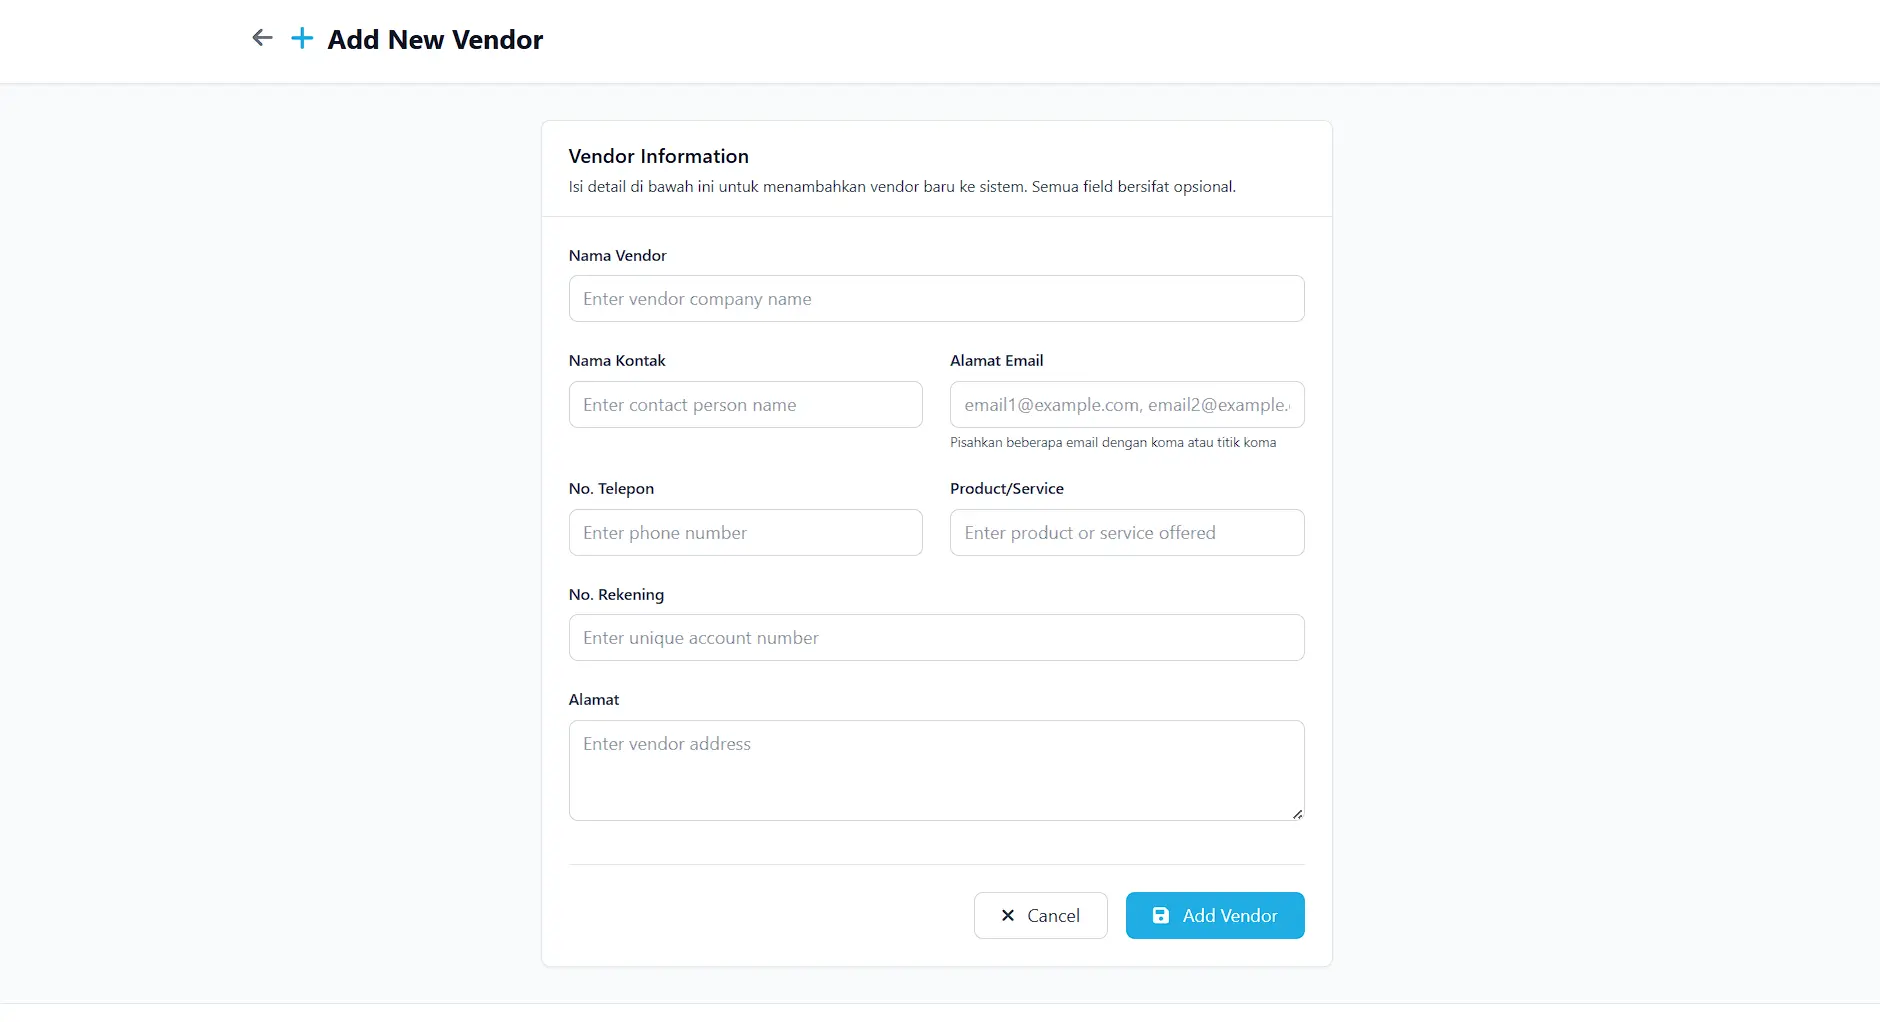 Add New Vendor
Vendor Information
Isi detail di bawah ini untuk menambahkan vendor baru ke sistem. Semua field bersifat opsional.
Nama Vendor
Enter vendor company name
Nama Kontak
Enter contact person name
Alamat Email
email1@example.com, email2@example.
Pisahkan beberapa email dengan koma atau titik koma
No. Telepon
Enter phone number
Product/Service
Enter product or service offered
No. Rekening
Enter unique account number
Alamat
Enter vendor address
Cancel
Add Vendor